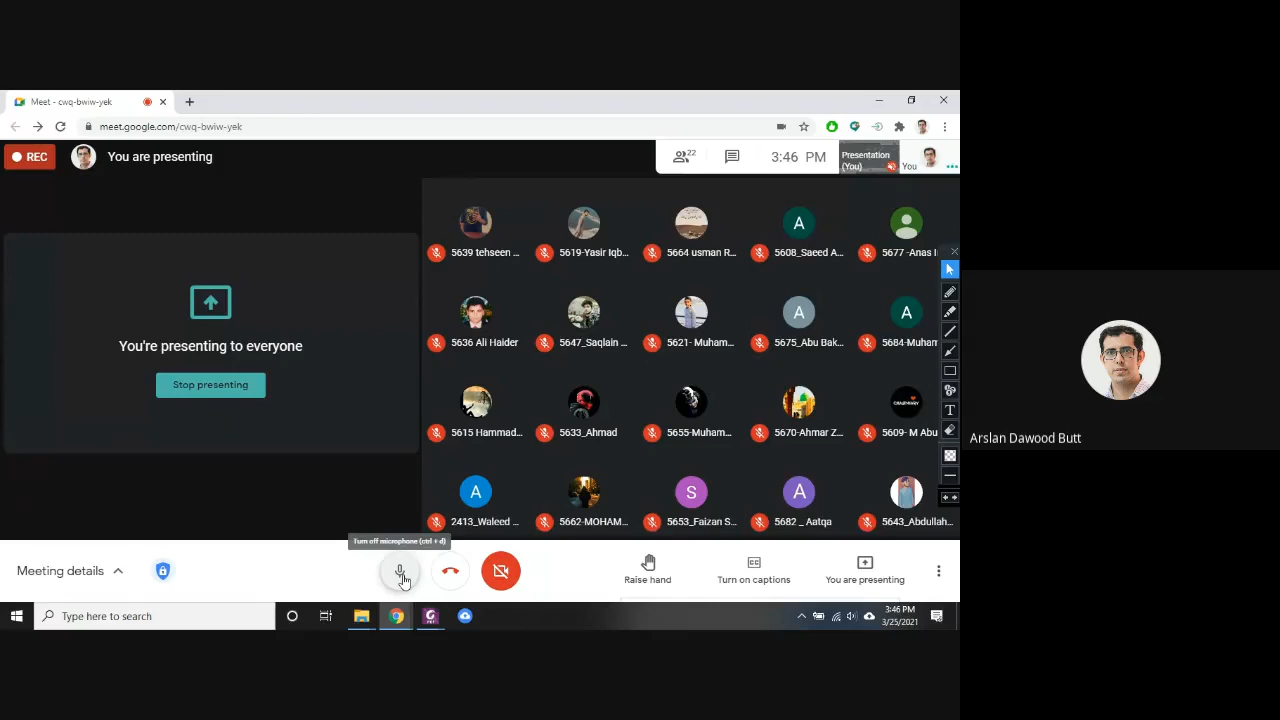 Meet - cwq-bwiw-yek
meet.google.com/cwq-bwiw-yek
REC
You are presenting
22
3:46 PM
Presentation
(You)
You
5639 tehseen ...
5619-Yasir Iqb...
5664 usman R...
5608_Saeed A...
5677 -Anas I
A
5636 Ali Haider
5647_Saqlain ...
5621- Muham...
5675_Abu Bak...
5684-Muham
A
A
You're presenting to everyone
Stop presenting
5615 Hammad...
5633_Ahmad
5655-Muham...
5670-Ahmar Z...
5609- M Abu
T
A
S
A
2413_Waleed ...
5662-MOHAM...
5653_Faizan S...
5682 _ Aatqa
5643_Abdullah...
Arslan Dawood Butt
Turn off microphone (ctrl + d)
Meeting details
Raise hand
CC
Turn on captions
You are presenting
Type here to search
3:46 PM
3/25/2021